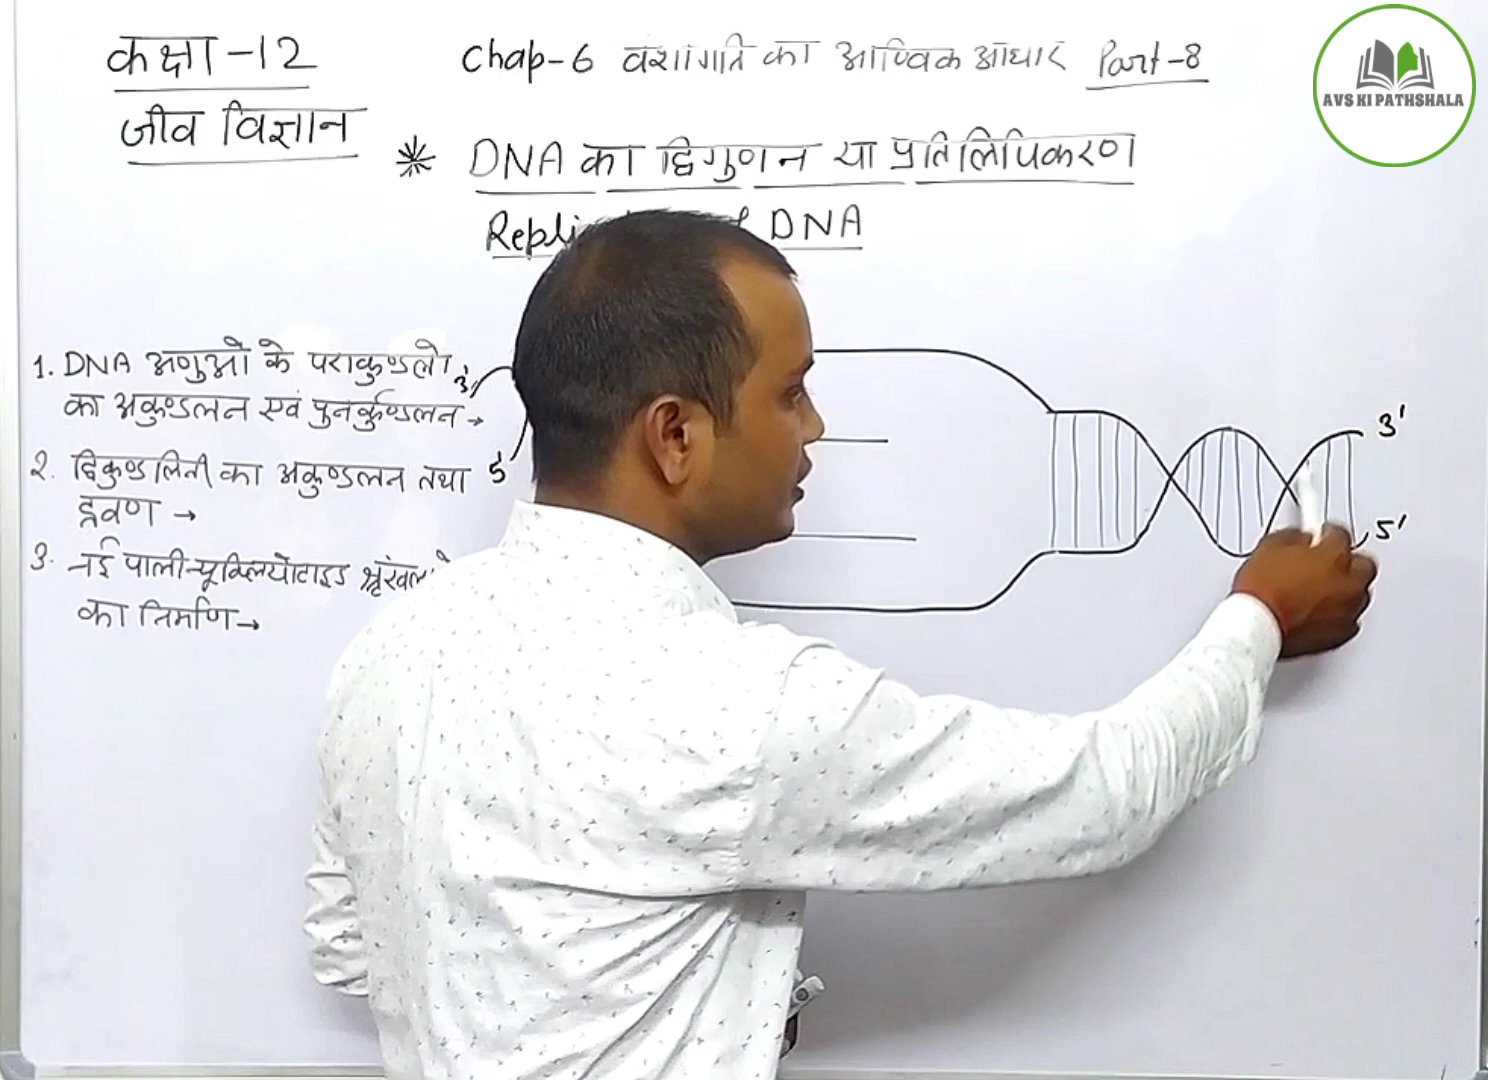 कक्षा -12
जीव विज्ञान
Chap-6 वंशागति का आण्विक आधार Part-8
* DNA का द्विगुणन या प्रतिलिपिकरण
DNA
1. DNA अणुओ के पराकुण्डलो
का अकुण्डलन एवं पुनर्कुण्डलन →
2. द्विकुण्डलिनी का अकुण्डलन तथा
द्रवण →
3. नई पालीन्यूक्लियोटाइड
का निर्माण →
3'
5'
3'
5'
AVS KI PATHSHALA